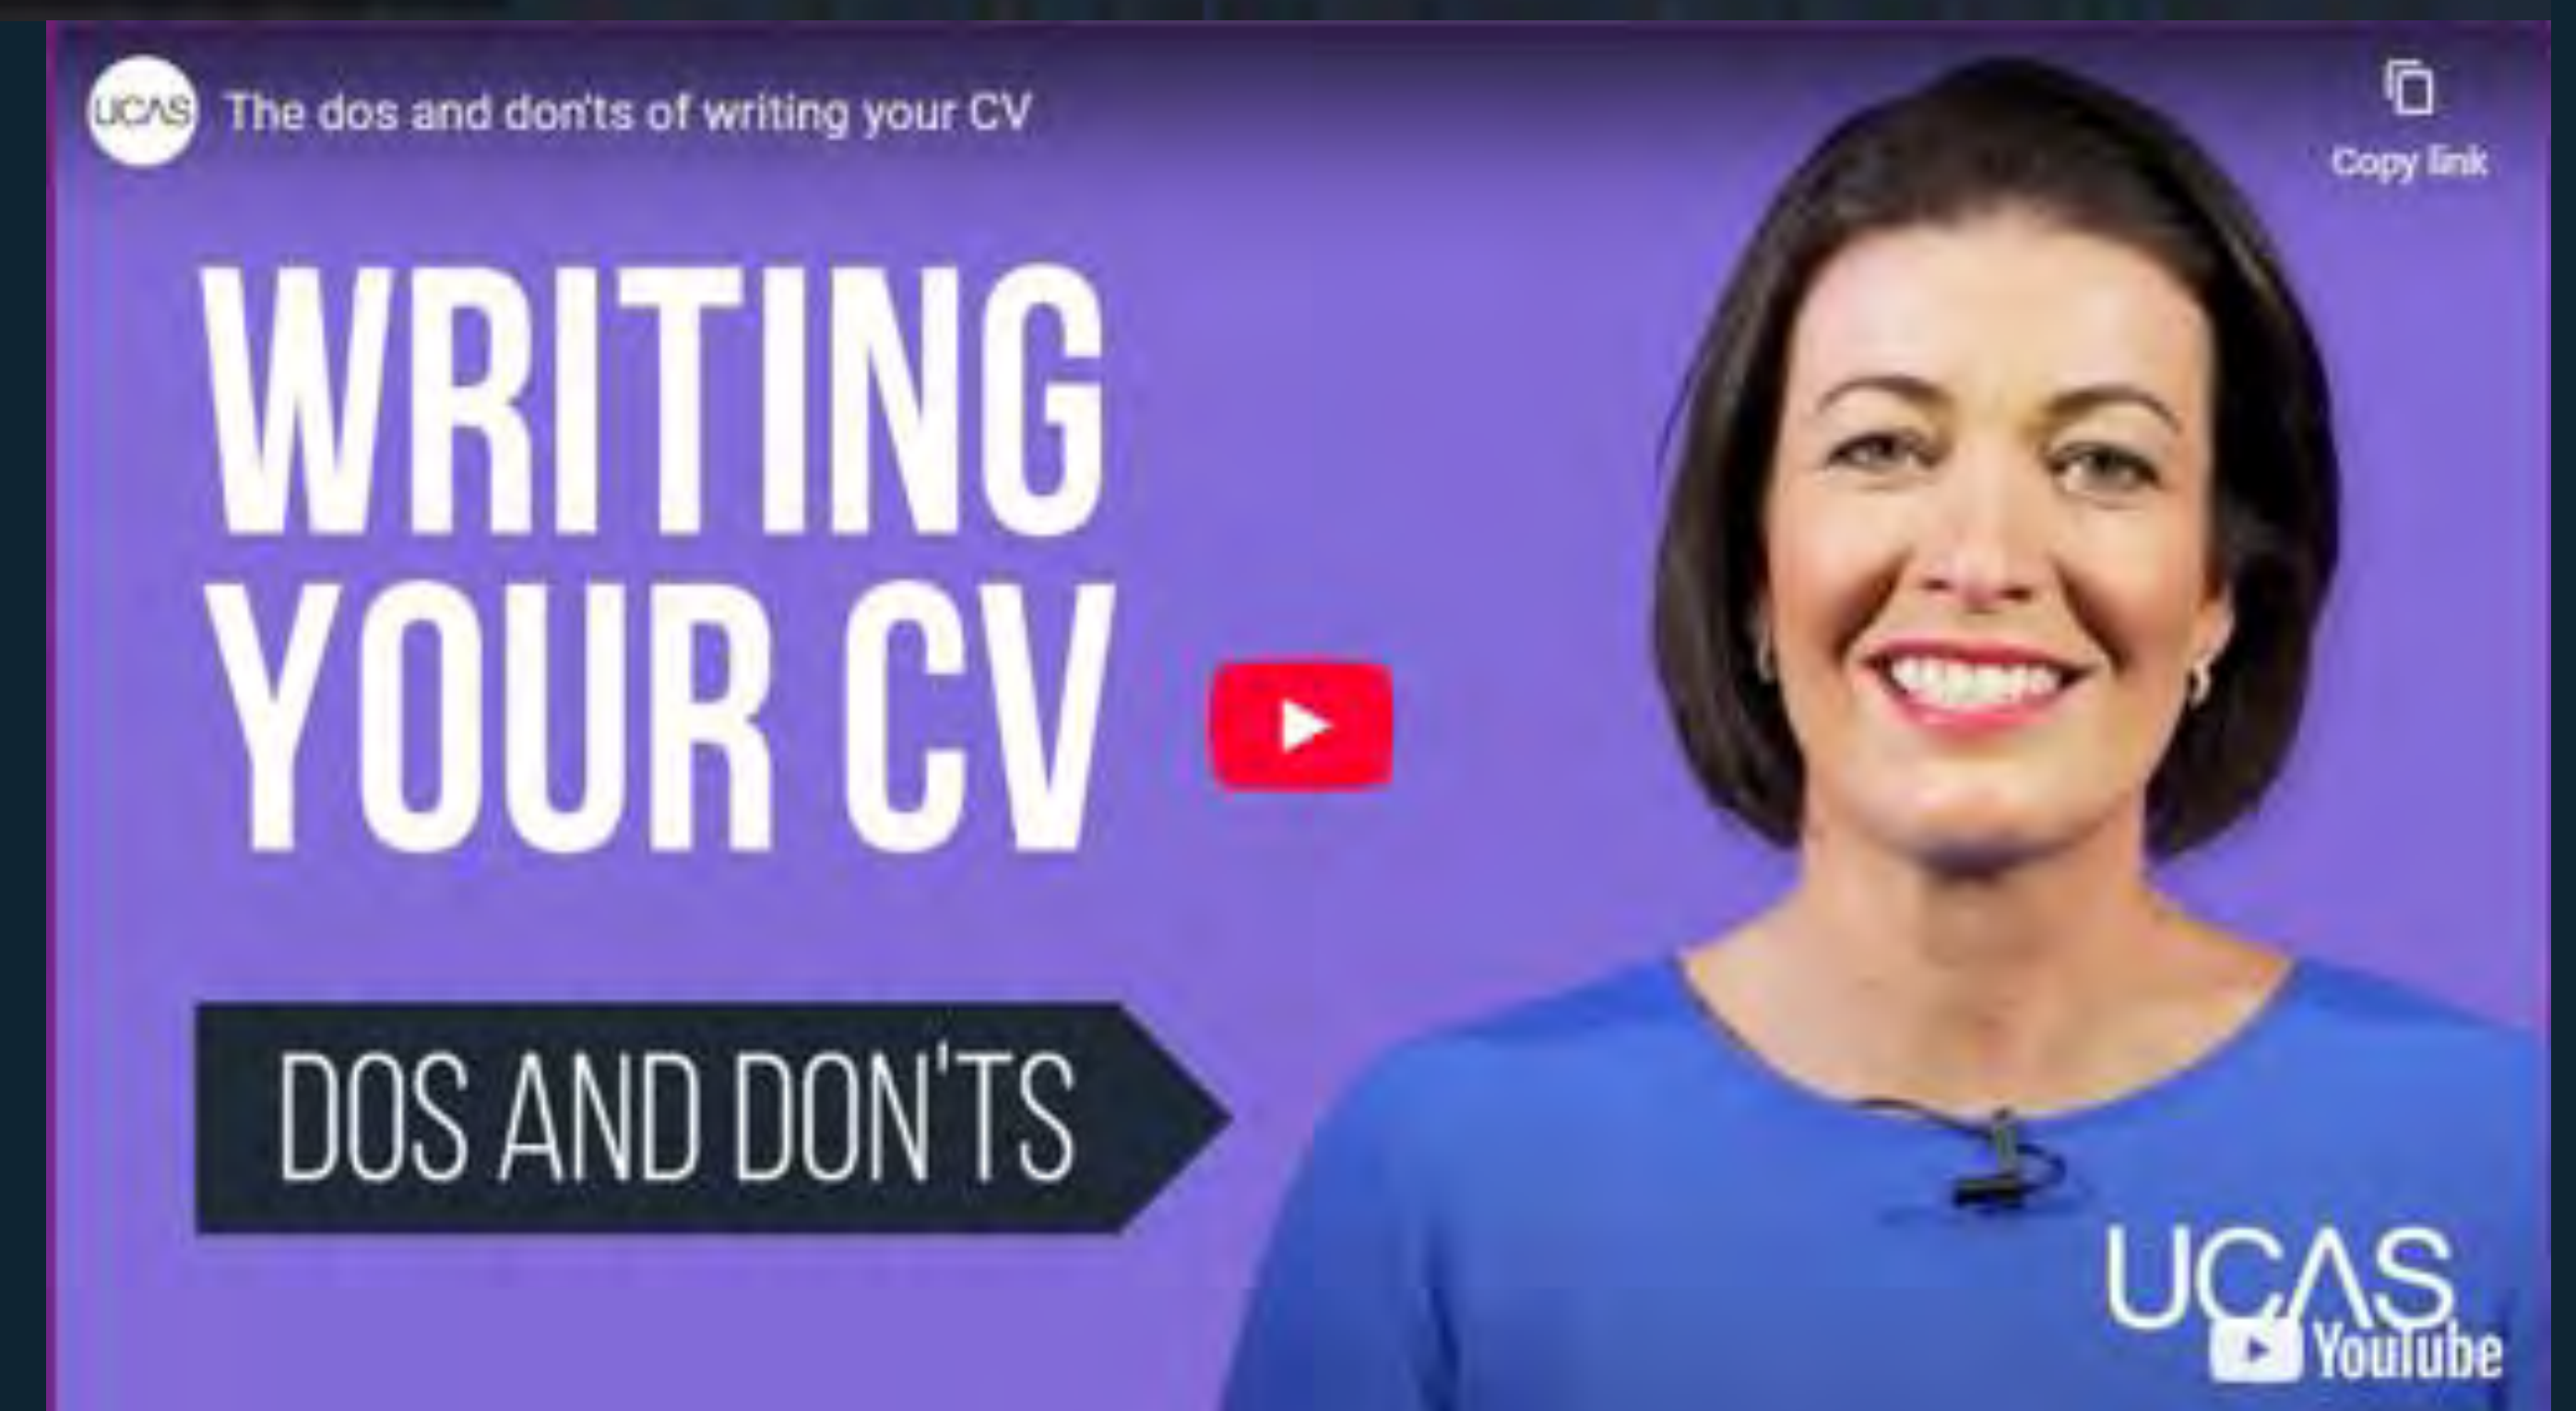 UCAS The dos and don'ts of writing your CV
Copy link
WRITING
YOUR CV
DOS AND DON'TS
UCAS
YouTube